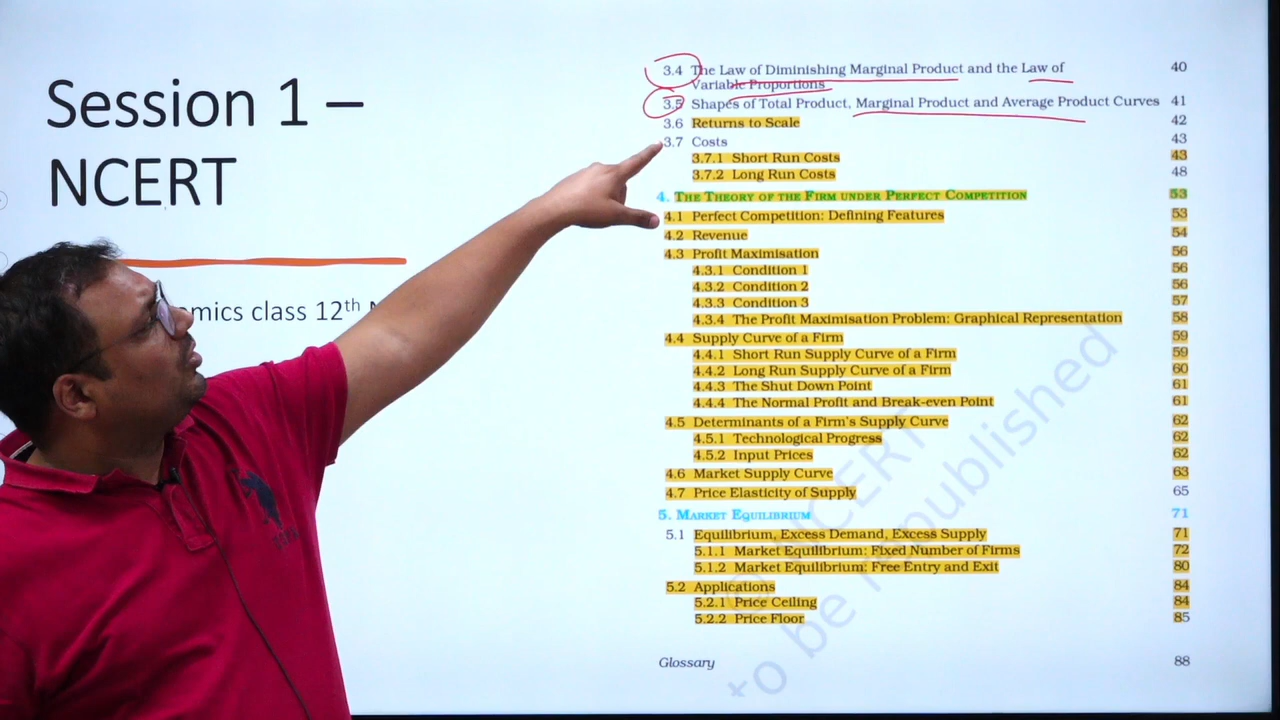 Session 1 –
NCERT
omics class 12th
3.4 The Law of Diminishing Marginal Product and the Law of 40
Variable Proportions
3.5 Shapes of Total Product, Marginal Product and Average Product Curves 41
3.6 Returns to Scale 42
3.7 Costs 43
3.7.1 Short Run Costs 43
3.7.2 Long Run Costs 48
4. THE THEORY OF THE FIRM UNDER PERFECT COMPETITION 53
4.1 Perfect Competition: Defining Features 53
4.2 Revenue 54
4.3 Profit Maximisation 56
4.3.1 Condition 1 56
4.3.2 Condition 2 56
4.3.3 Condition 3 57
4.3.4 The Profit Maximisation Problem: Graphical Representation 58
4.4 Supply Curve of a Firm 59
4.4.1 Short Run Supply Curve of a Firm 59
4.4.2 Long Run Supply Curve of a Firm 60
4.4.3 The Shut Down Point 61
4.4.4 The Normal Profit and Break-even Point 61
4.5 Determinants of a Firm's Supply Curve 62
4.5.1 Technological Progress 62
4.5.2 Input Prices 62
4.6 Market Supply Curve 63
4.7 Price Elasticity of Supply 65
5. MARKET EQUILIBRIUM 71
5.1 Equilibrium, Excess Demand, Excess Supply 71
5.1.1 Market Equilibrium: Fixed Number of Firms 72
5.1.2 Market Equilibrium: Free Entry and Exit 80
5.2 Applications 84
5.2.1 Price Ceiling 84
5.2.2 Price Floor 85
Glossary 88
© NCERT
to be republished